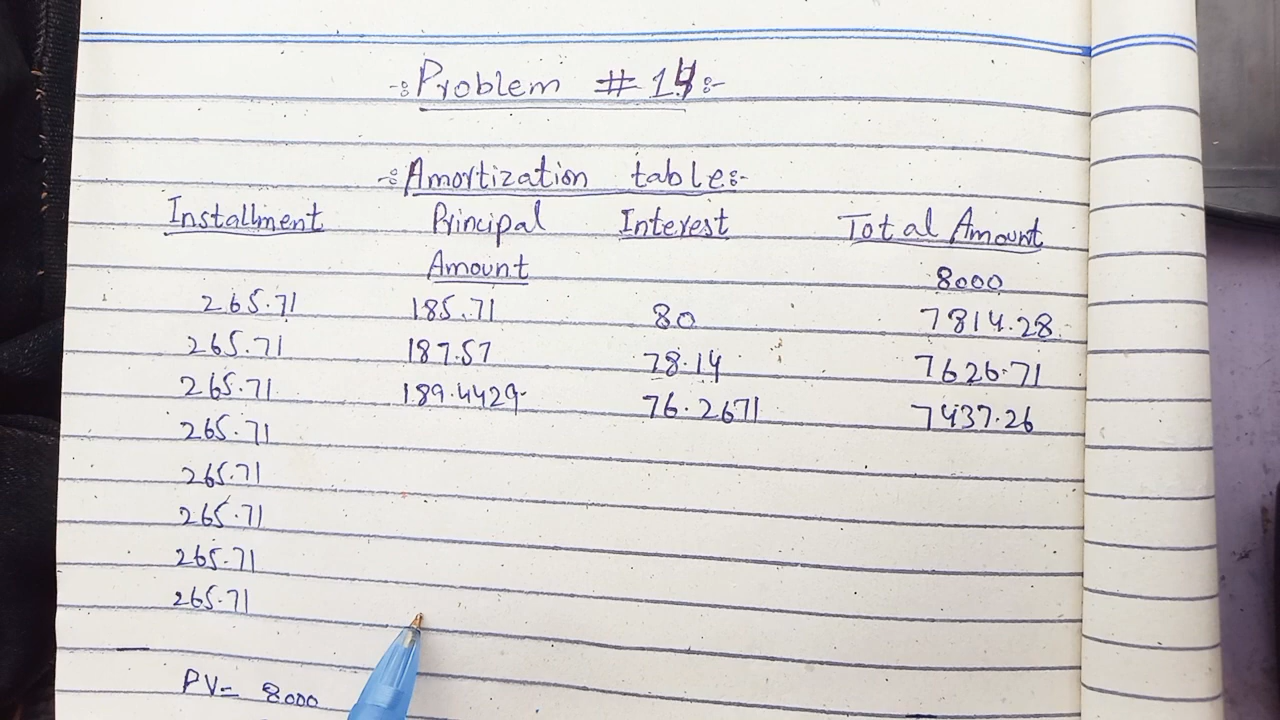 -:Problem # 14:-
-:Amortization table:-
Installment Principal Interest Total Amount
Amount 8000
265.71 185.71 80 7814.28
265.71 187.57 78.14 7626.71
265.71 189.4429 76.2671 7437.26
265.71
265.71
265.71
265.71
265.71
PV= 8000